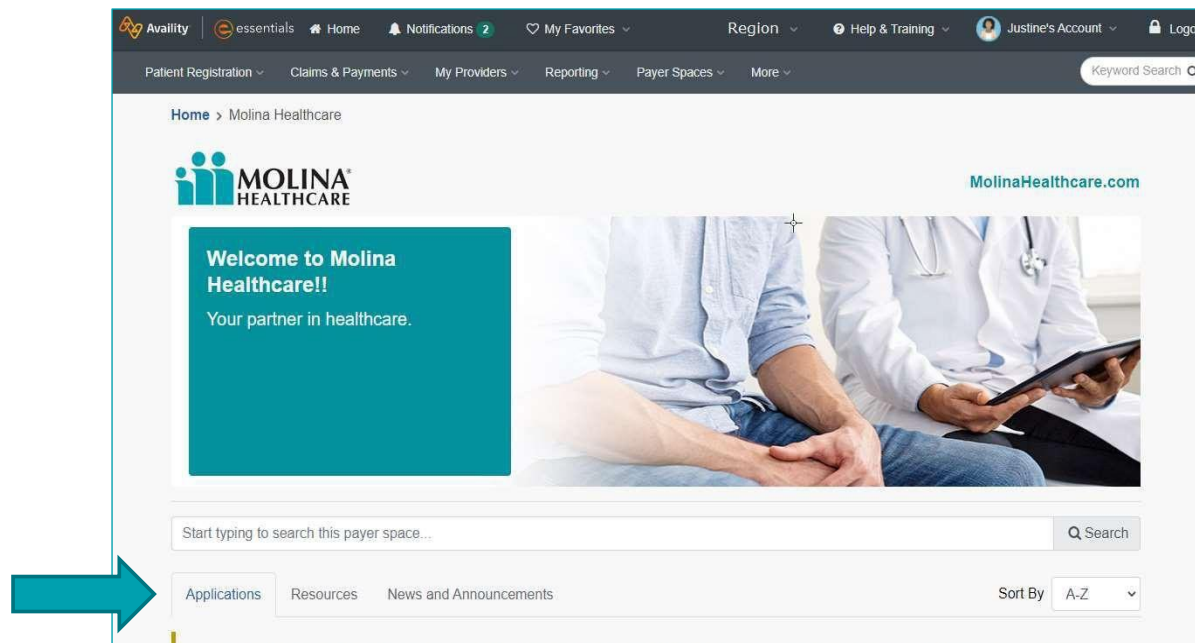 Availity essentials Home Notifications 2 My Favorites Region Help & Training Justine's Account Logo
Patient Registration Claims & Payments My Providers Reporting Payer Spaces More Keyword Search
Home > Molina Healthcare
MOLINA®
HEALTHCARE
MolinaHealthcare.com
Welcome to Molina
Healthcare!!
Your partner in healthcare.
Start typing to search this payer space... Search
Applications Resources News and Announcements Sort By A-Z